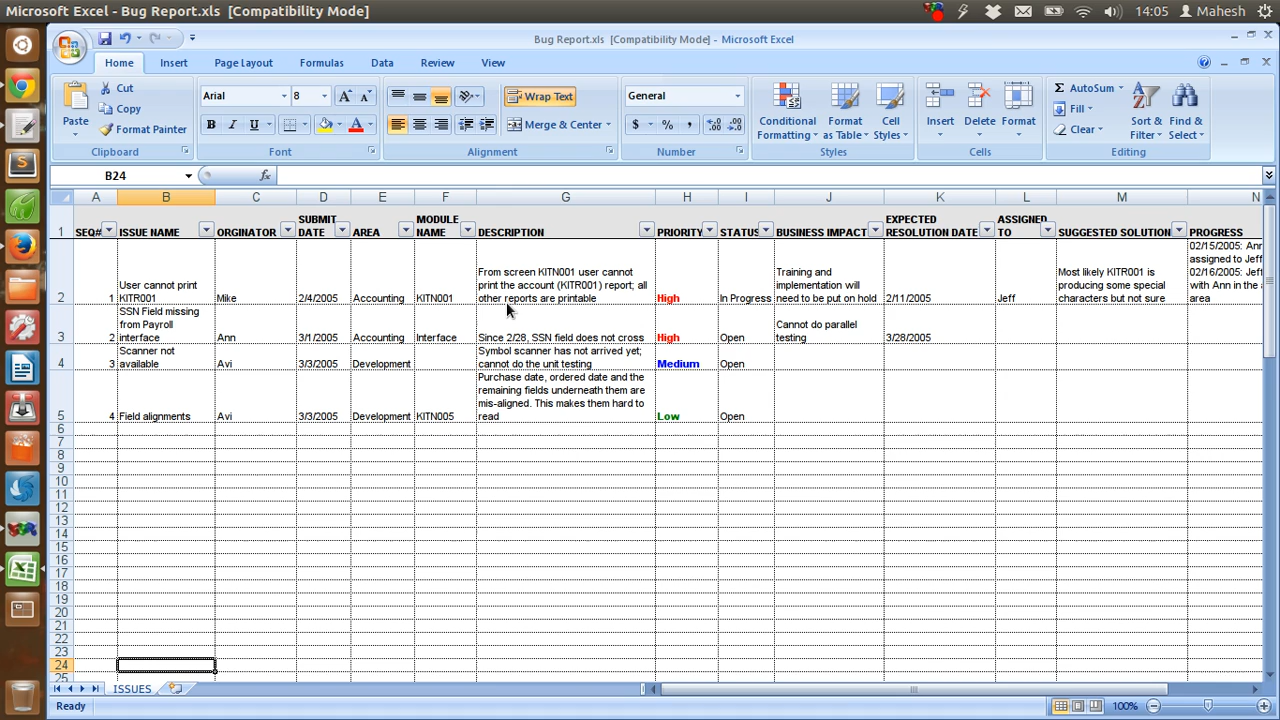 Microsoft Excel - Bug Report.xls [Compatibility Mode]
14:05 Mahesh
Bug Report.xls [Compatibility Mode] - Microsoft Excel
Home Insert Page Layout Formulas Data Review View
Paste
Cut
Copy
Format Painter
Clipboard
Arial 8
B I U
Font
Wrap Text
Merge & Center
Alignment
General
$ % ,
Number
Conditional
Formatting
Format
as Table
Cell
Styles
Styles
Insert Delete Format
Cells
AutoSum
Fill
Clear
Sort &
Filter
Find &
Select
Editing
B24 fx
A B C D E F G H I J K L M N
1 SEQ# ISSUE NAME ORGINATOR SUBMIT DATE AREA MODULE NAME DESCRIPTION PRIORITY STATUS BUSINESS IMPACT EXPECTED RESOLUTION DATE ASSIGNED TO SUGGESTED SOLUTION PROGRESS
2 1 User cannot print KITR001 Mike 2/4/2005 Accounting KITN001 From screen KITN001 user cannot print the account (KITR001) report; all other reports are printable High In Progress Training and implementation will need to be put on hold 2/11/2005 Jeff Most likely KITR001 is producing some special characters but not sure 02/15/2005: Anr assigned to Jeff 02/16/2005: Jef with Ann in the area
3 2 SSN Field missing from Payroll interface Ann 3/1/2005 Accounting Interface Since 2/28, SSN field does not cross High Open Cannot do parallel testing 3/28/2005
4 3 Scanner not available Avi 3/3/2005 Development Symbol scanner has not arrived yet; cannot do the unit testing Medium Open
5 4 Field alignments Avi 3/3/2005 Development KITN005 Purchase date, ordered date and the remaining fields underneath them are mis-aligned. This makes them hard to read Low Open
6
7
8
9
10
11
12
13
14
15
16
17
18
19
20
21
22
23
24
25
ISSUES
Ready 100%